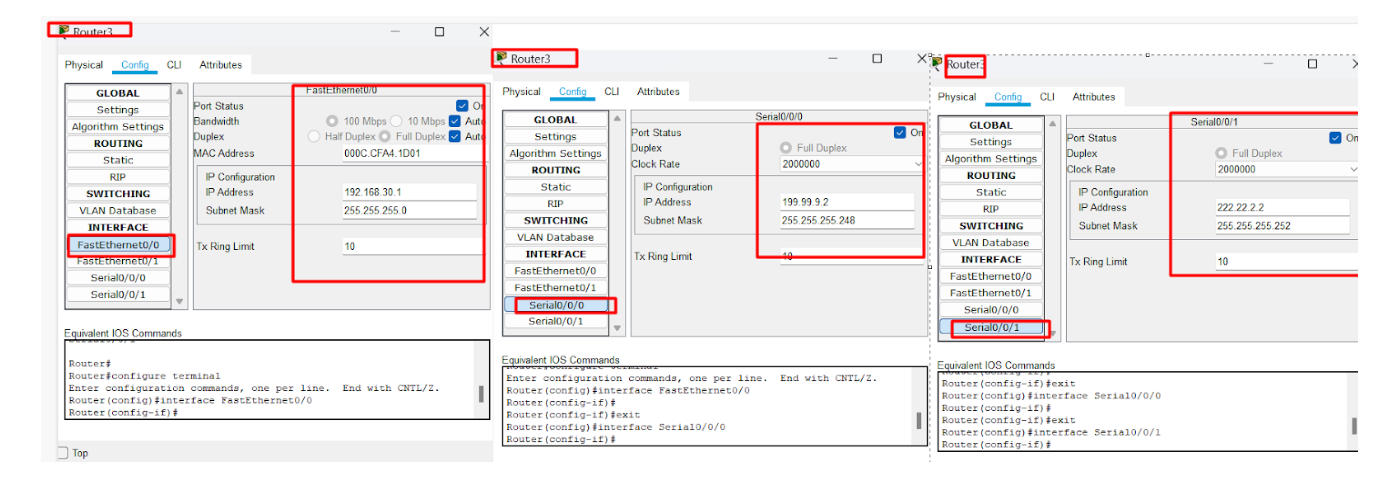 Router3
Physical Config CLI Attributes
GLOBAL
Settings
Algorithm Settings
ROUTING
Static
RIP
SWITCHING
VLAN Database
INTERFACE
FastEthernet0/0
FastEthernet0/1
Serial0/0/0
Serial0/0/1
FastEthernet0/0
Port Status On
Bandwidth 100 Mbps 10 Mbps Auto
Duplex Half Duplex Full Duplex Auto
MAC Address 000C.CFA4.1D01
IP Configuration
IP Address 192.168.30.1
Subnet Mask 255.255.255.0
Tx Ring Limit 10
Equivalent IOS Commands
Router#
Router#configure terminal
Enter configuration commands, one per line. End with CNTL/Z.
Router(config)#interface FastEthernet0/0
Router(config-if)#
Top
Router3
Physical Config CLI Attributes
GLOBAL
Settings
Algorithm Settings
ROUTING
Static
RIP
SWITCHING
VLAN Database
INTERFACE
FastEthernet0/0
FastEthernet0/1
Serial0/0/0
Serial0/0/1
Serial0/0/0
Port Status On
Duplex Full Duplex
Clock Rate 2000000
IP Configuration
IP Address 199.99.9.2
Subnet Mask 255.255.255.248
Tx Ring Limit 10
Equivalent IOS Commands
Enter configuration commands, one per line. End with CNTL/Z.
Router(config)#interface FastEthernet0/0
Router(config-if)#
Router(config-if)#exit
Router(config)#interface Serial0/0/0
Router(config-if)#
Router3
Physical Config CLI Attributes
GLOBAL
Settings
Algorithm Settings
ROUTING
Static
RIP
SWITCHING
VLAN Database
INTERFACE
FastEthernet0/0
FastEthernet0/1
Serial0/0/0
Serial0/0/1
Serial0/0/1
Port Status On
Duplex Full Duplex
Clock Rate 2000000
IP Configuration
IP Address 222.22.2.2
Subnet Mask 255.255.255.252
Tx Ring Limit 10
Equivalent IOS Commands
Router(config-if)#exit
Router(config)#interface Serial0/0/0
Router(config-if)#
Router(config-if)#exit
Router(config)#interface Serial0/0/1
Router(config-if)#